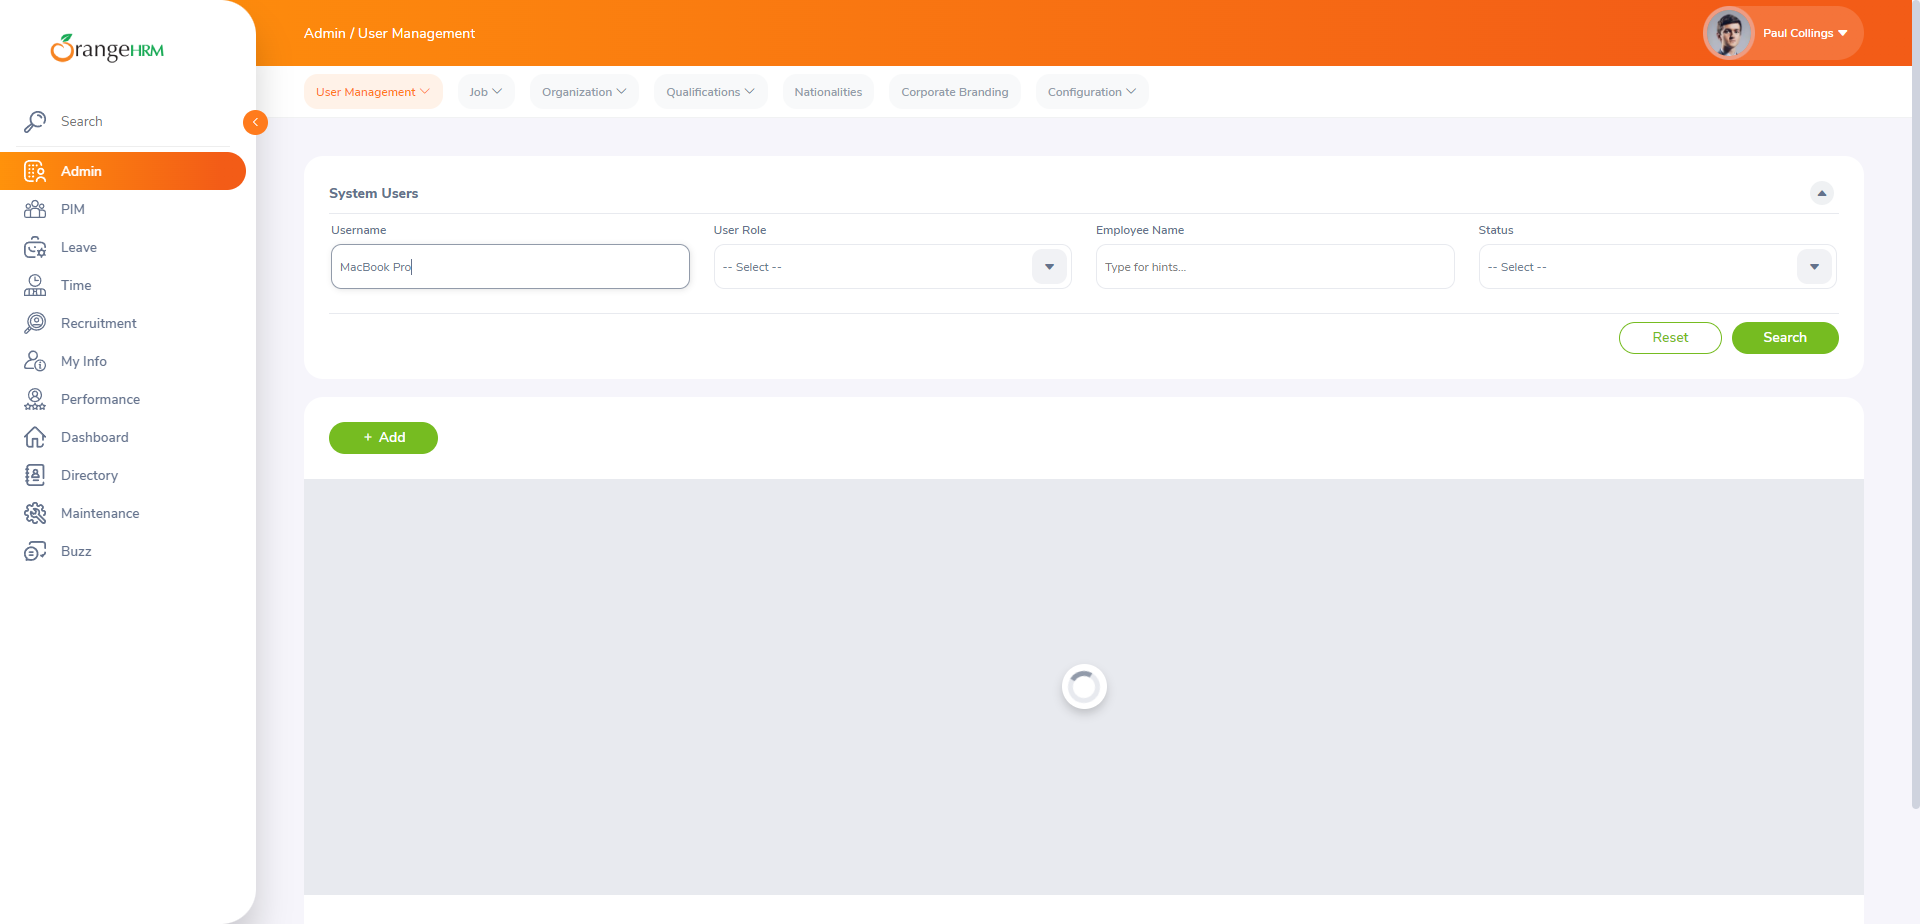 OrangeHRM
Admin / User Management
Paul Collings
User Management
Job
Organization
Qualifications
Nationalities
Corporate Branding
Configuration
Search
Admin
PIM
Leave
Time
Recruitment
My Info
Performance
Dashboard
Directory
Maintenance
Buzz
System Users
Username
User Role
Employee Name
Status
MacBook Pro
-- Select --
Type for hints...
-- Select --
Reset
Search
+ Add